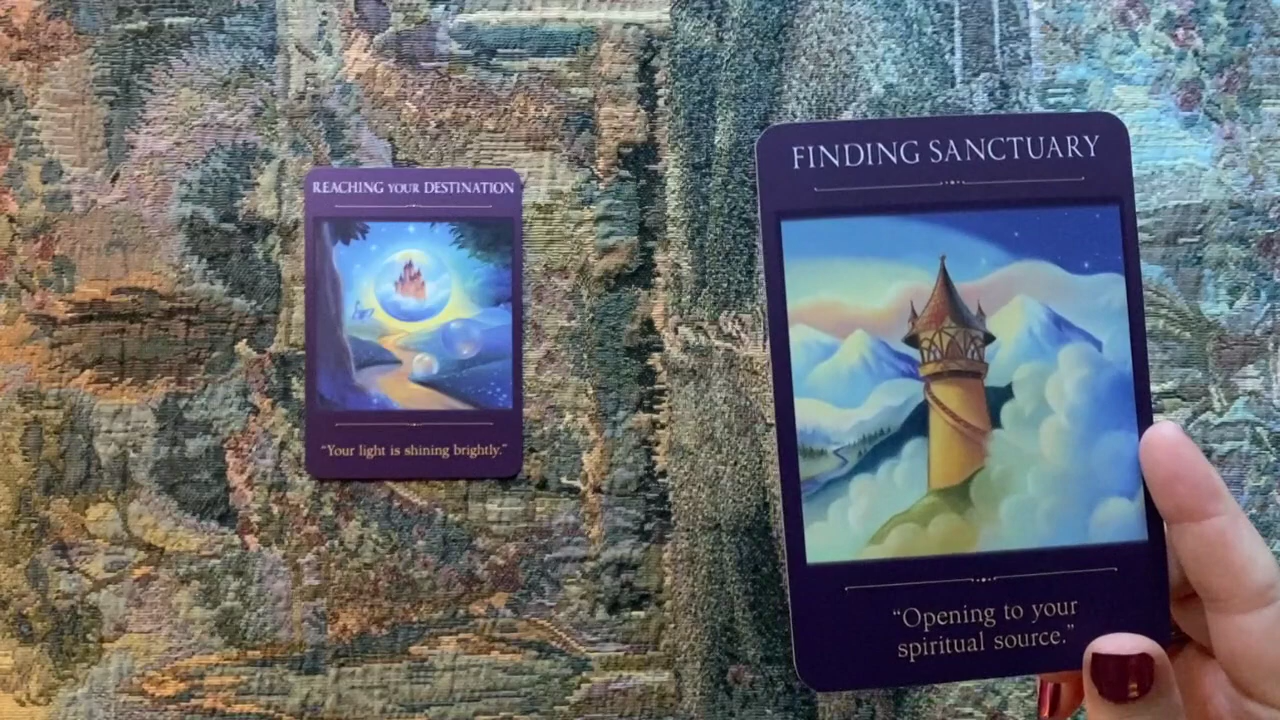 REACHING YOUR DESTINATION
“Your light is shining brightly.”
FINDING SANCTUARY
“Opening to your
spiritual source.”